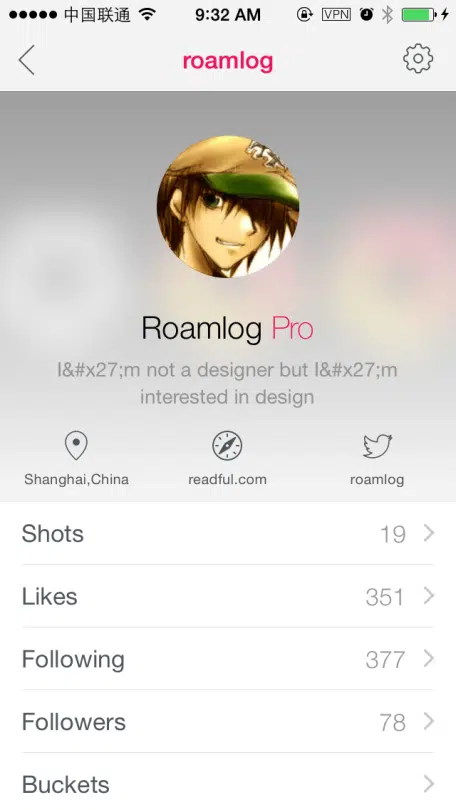 中国联通 9:32 AM VPN
roamlog
Roamlog Pro
I&#x27;m not a designer but I&#x27;m
interested in design
Shanghai,China readful.com roamlog
Shots 19
Likes 351
Following 377
Followers 78
Buckets